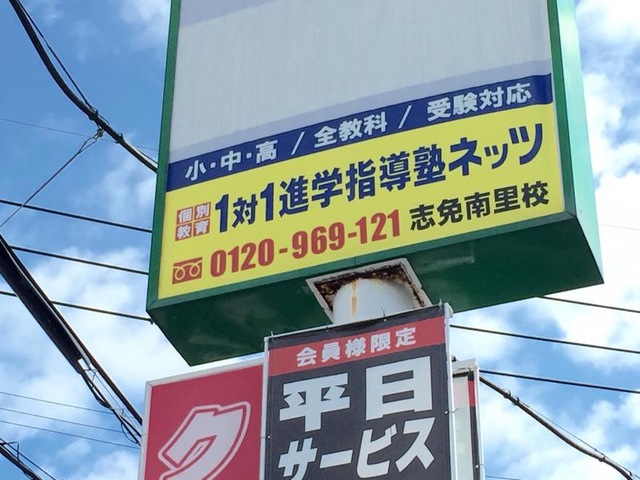 小・中・高 / 全教科 / 受験対応
個別教育 1対1進学指導塾ネッツ
0120-969-121 志免南里校
会員様限定
平日
サービス
ク